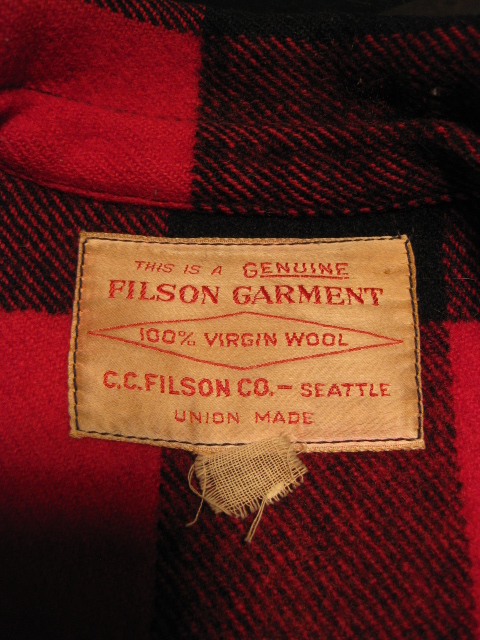 THIS IS A GENUINE
FILSON GARMENT
100% VIRGIN WOOL
C.C. FILSON CO. - SEATTLE
UNION MADE